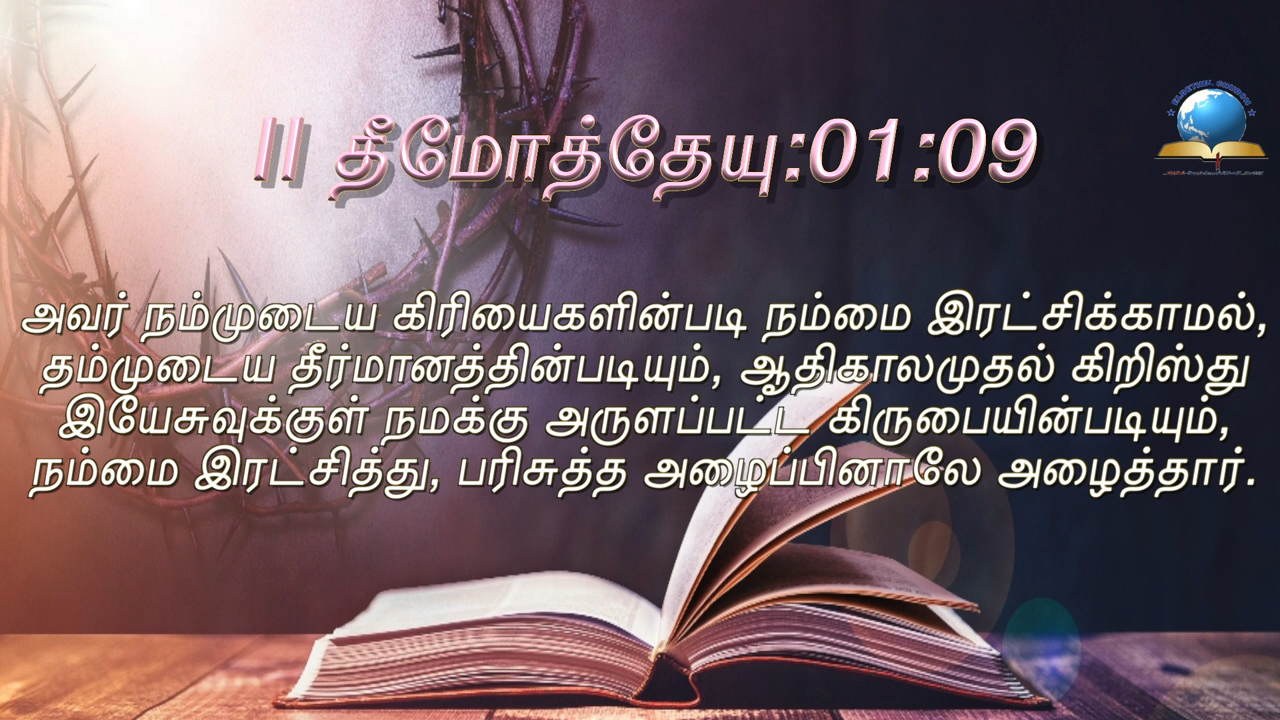 II தீமோத்தேயு:01:09
அவர் நம்முடைய கிரியைகளின்படி நம்மை இரட்சிக்காமல்,
தம்முடைய தீர்மானத்தின்படியும், ஆதிகாலமுதல் கிறிஸ்து
இயேசுவுக்குள் நமக்கு அருளப்பட்ட கிருபையின்படியும்,
நம்மை இரட்சித்து, பரிசுத்த அழைப்பினாலே அழைத்தார்.